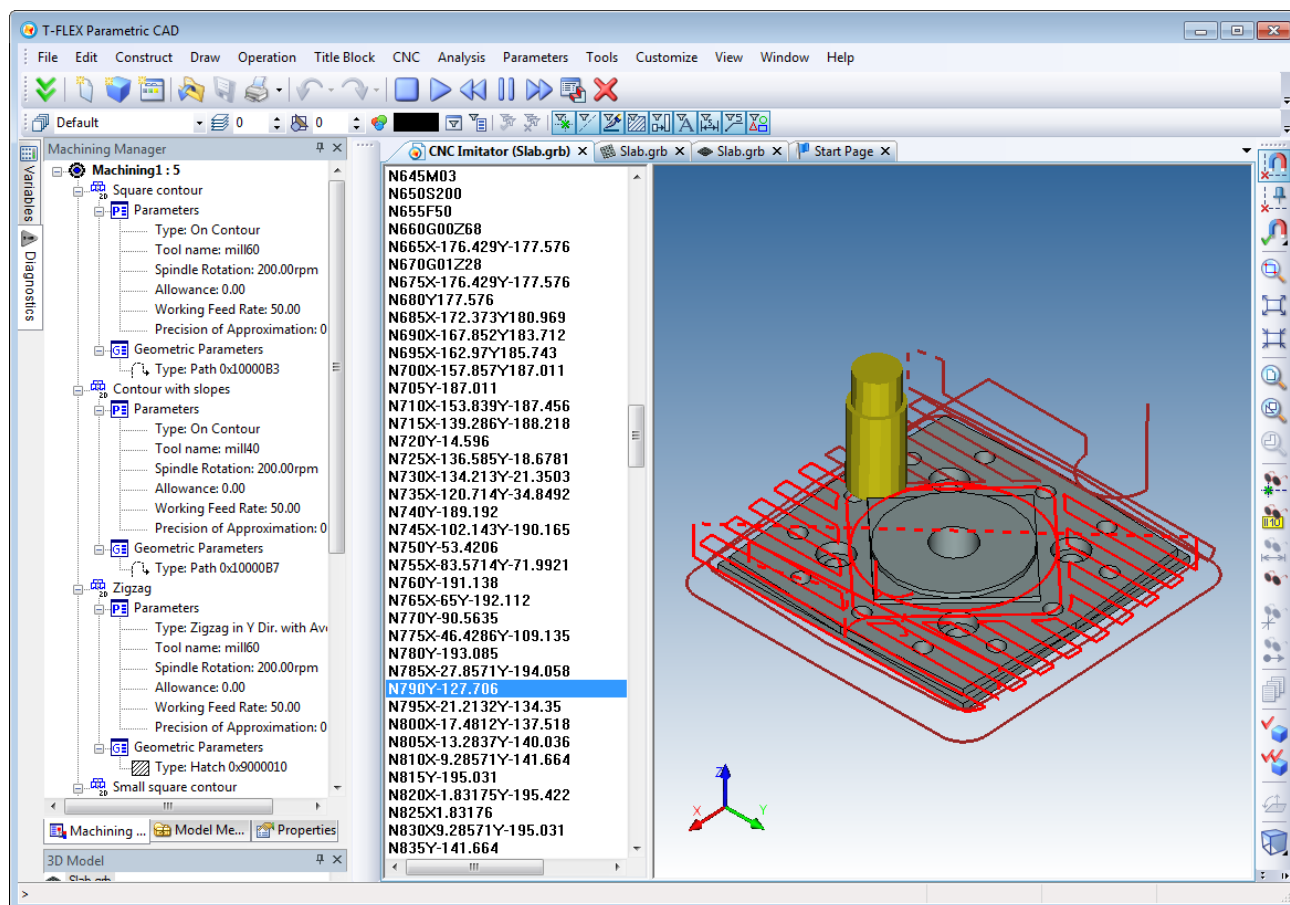 T-FLEX Parametric CAD
File Edit Construct Draw Operation Title Block CNC Analysis Parameters Tools Customize View Window Help
Default 0 0
Machining Manager
CNC Imitator (Slab.grb) Slab.grb Slab.grb Start Page
Variables
Diagnostics
Machining1 : 5
Square contour
Parameters
Type: On Contour
Tool name: mill60
Spindle Rotation: 200.00rpm
Allowance: 0.00
Working Feed Rate: 50.00
Precision of Approximation: 0
Geometric Parameters
Type: Path 0x10000B3
Contour with slopes
Parameters
Type: On Contour
Tool name: mill40
Spindle Rotation: 200.00rpm
Allowance: 0.00
Working Feed Rate: 50.00
Precision of Approximation: 0
Geometric Parameters
Type: Path 0x10000B7
Zigzag
Parameters
Type: Zigzag in Y Dir. with Av
Tool name: mill60
Spindle Rotation: 200.00rpm
Allowance: 0.00
Working Feed Rate: 50.00
Precision of Approximation: 0
Geometric Parameters
Type: Hatch 0x9000010
Small square contour
Machining ... Model Me... Properties
3D Model
Slab.grb
N645M03
N650S200
N655F50
N660G00Z68
N665X-176.429Y-177.576
N670G01Z28
N675X-176.429Y-177.576
N680Y177.576
N685X-172.373Y180.969
N690X-167.852Y183.712
N695X-162.97Y185.743
N700X-157.857Y187.011
N705Y-187.011
N710X-153.839Y-187.456
N715X-139.286Y-188.218
N720Y-14.596
N725X-136.585Y-18.6781
N730X-134.213Y-21.3503
N735X-120.714Y-34.8492
N740Y-189.192
N745X-102.143Y-190.165
N750Y-53.4206
N755X-83.5714Y-71.9921
N760Y-191.138
N765X-65Y-192.112
N770Y-90.5635
N775X-46.4286Y-109.135
N780Y-193.085
N785X-27.8571Y-194.058
N790Y-127.706
N795X-21.2132Y-134.35
N800X-17.4812Y-137.518
N805X-13.2837Y-140.036
N810X-9.28571Y-141.664
N815Y-195.031
N820X-1.83175Y-195.422
N825X1.83176
N830X9.28571Y-195.031
N835Y-141.664
Z
X
Y
>